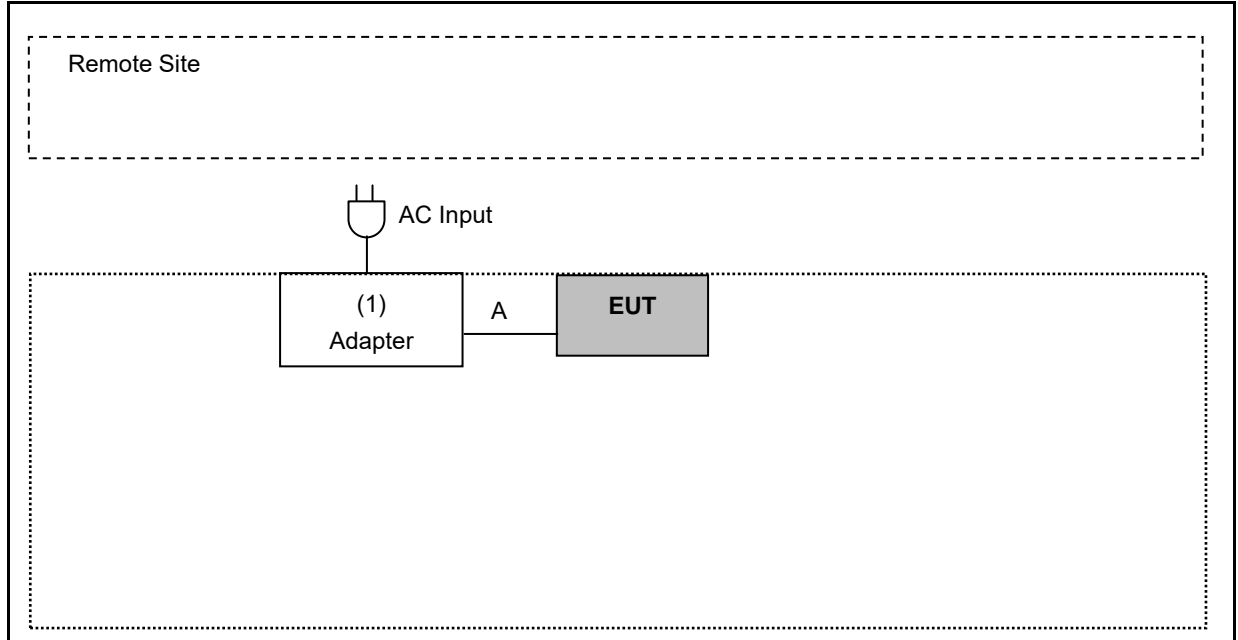 Remote Site
AC Input
(1)
Adapter
A
EUT